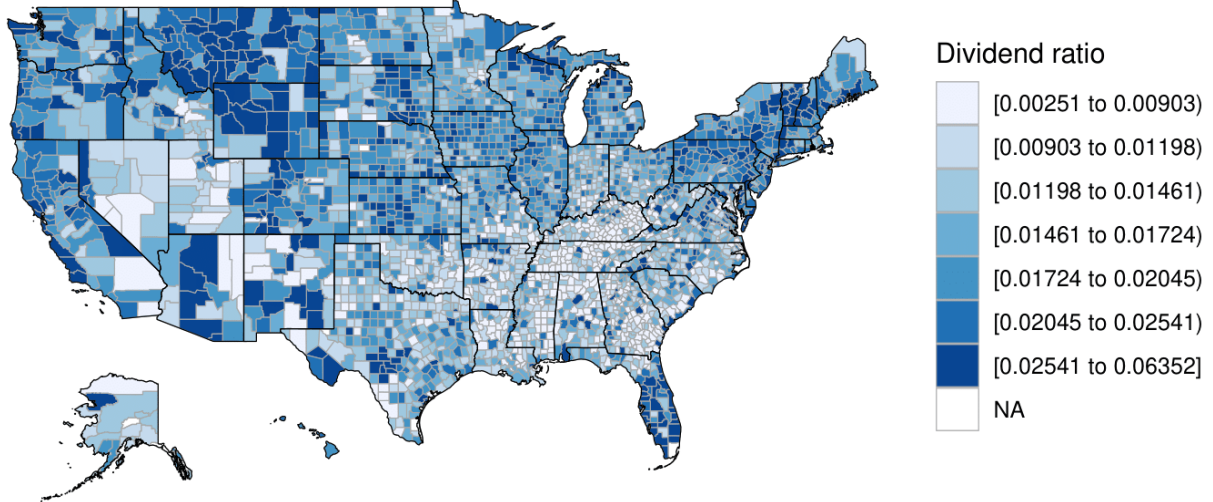 Dividend ratio
[0.00251 to 0.00903)
[0.00903 to 0.01198)
[0.01198 to 0.01461)
[0.01461 to 0.01724)
[0.01724 to 0.02045)
[0.02045 to 0.02541)
[0.02541 to 0.06352]
NA